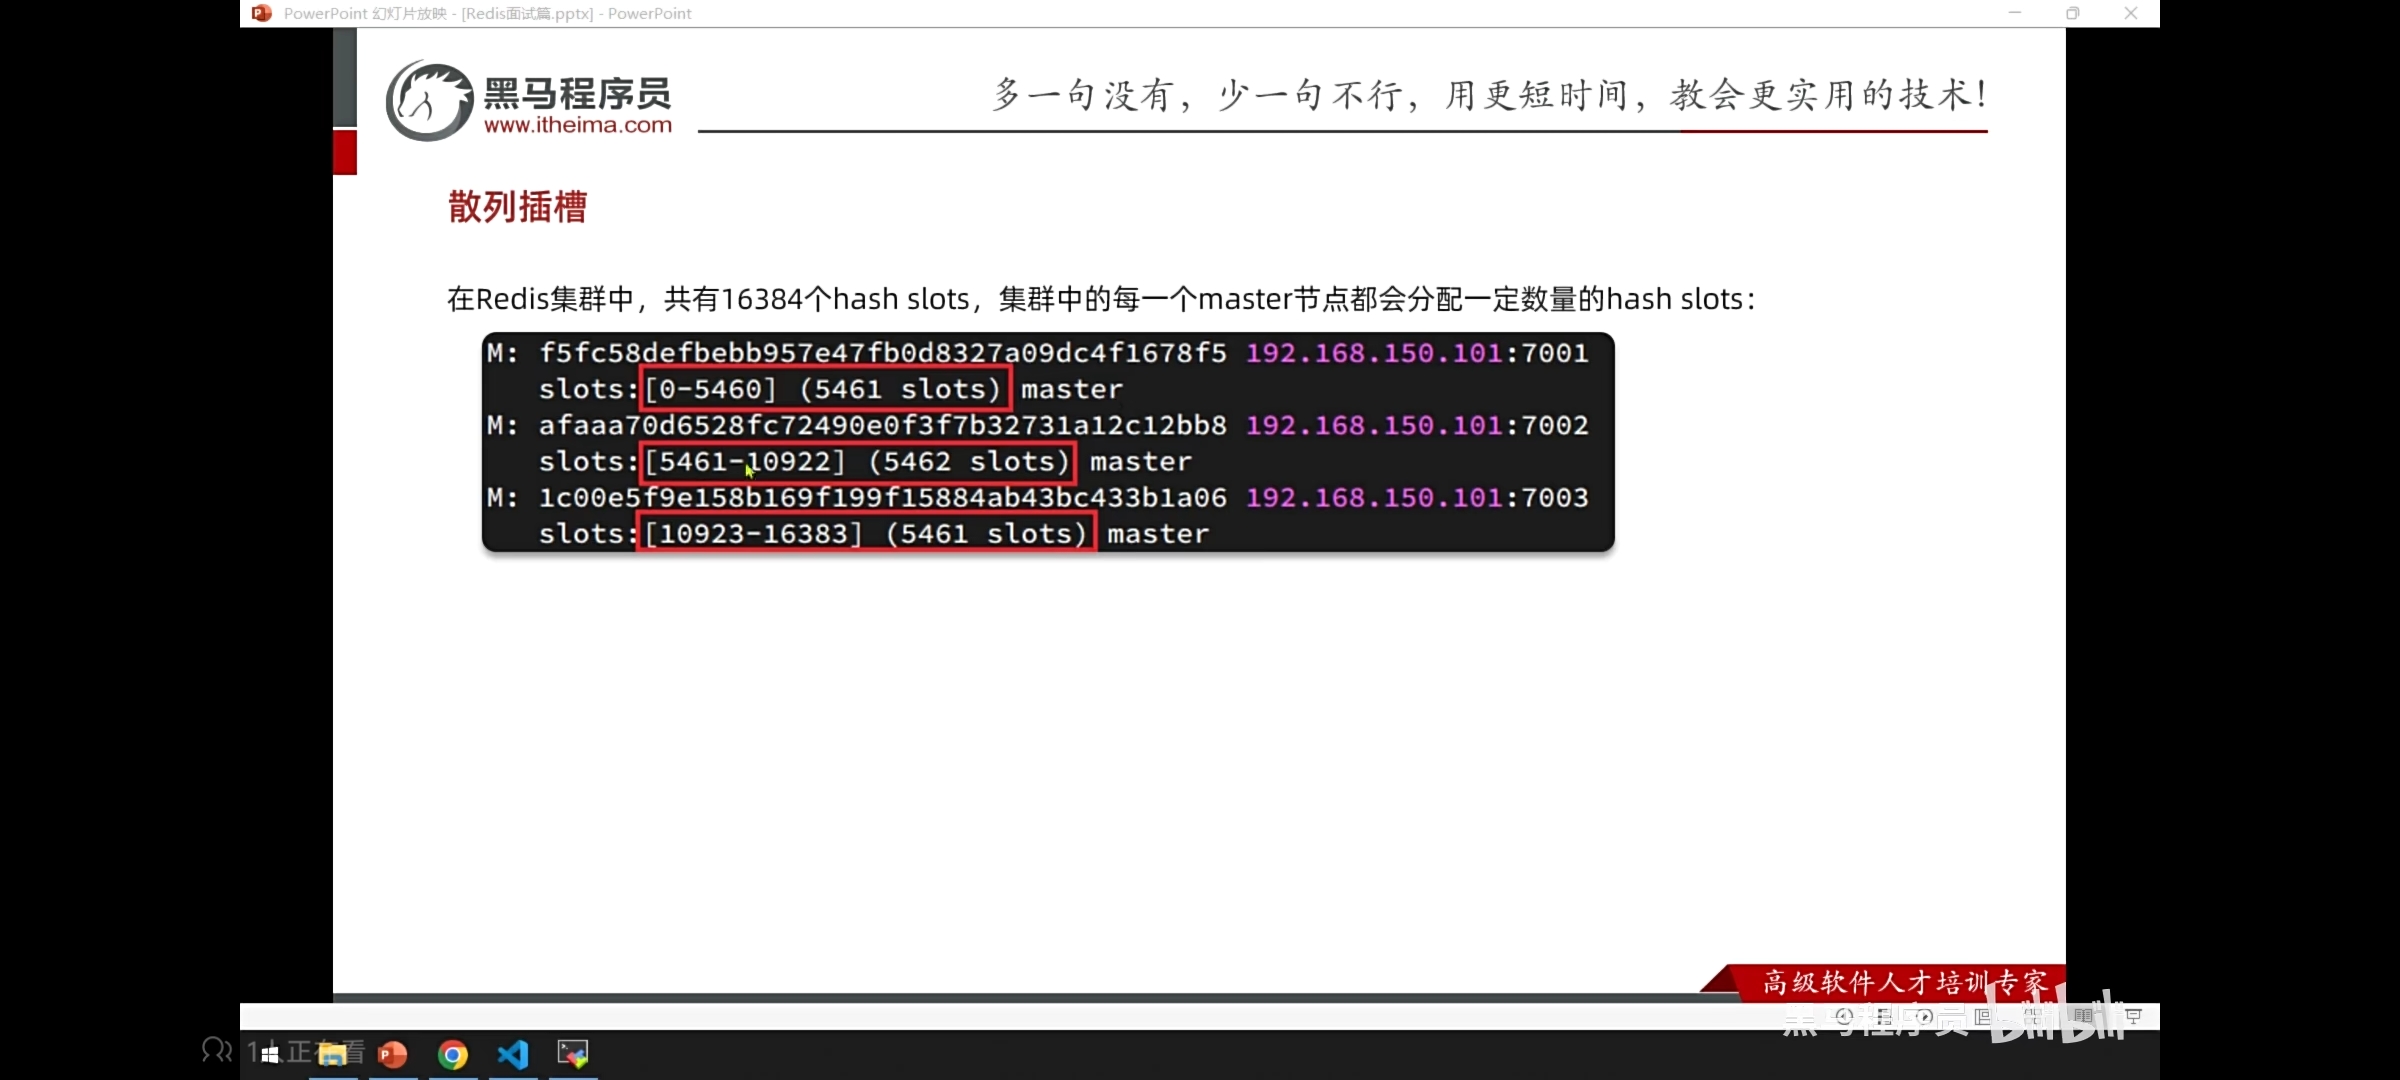 PowerPoint 幻灯片放映 - [Redis面试篇.pptx] - PowerPoint
黑马程序员
www.itheima.com
多一句没有，少一句不行，用更短时间，教会更实用的技术！
散列插槽
在Redis集群中，共有16384个hash slots，集群中的每一个master节点都会分配一定数量的hash slots：
M: f5fc58defbebb957e47fb0d8327a09dc4f1678f5 192.168.150.101:7001
slots:[0-5460] (5461 slots) master
M: afaaa70d6528fc72490e0f3f7b32731a12c12bb8 192.168.150.101:7002
slots:[5461-10922] (5462 slots) master
M: 1c00e5f9e158b169f199f15884ab43bc433b1a06 192.168.150.101:7003
slots:[10923-16383] (5461 slots) master
高级软件人才培训专家
黑马程序员 bilibili
1人正在看